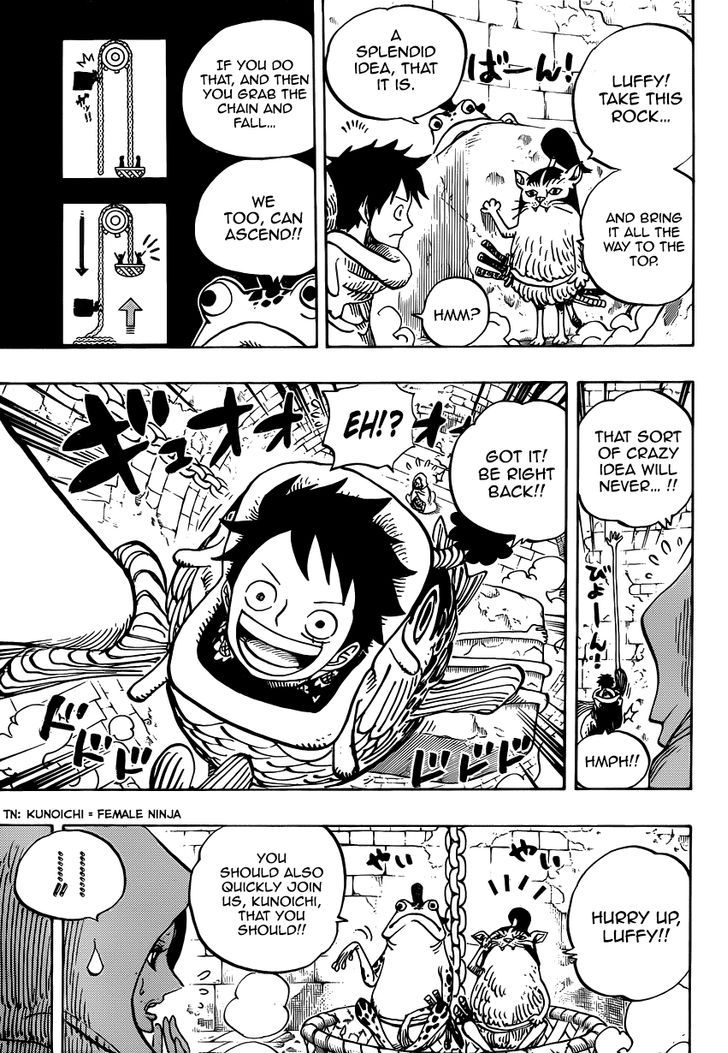 LUFFY!
TAKE THIS
ROCK...
AND BRING
IT ALL THE
WAY TO THE
TOP.
ばーん!
A
SPLENDID
IDEA, THAT
IT IS.
HMM?
IF YOU DO
THAT, AND THEN
YOU GRAB THE
CHAIN AND
FALL...
WE
TOO, CAN
ASCEND!!
THAT SORT
OF CRAZY
IDEA WILL
NEVER... !!
びよーん!
HMPH!!
GOT IT!
BE RIGHT
BACK!!
EH!?
ギュオオオ
ドドド
ドドド
TN: KUNOICHI = FEMALE NINJA
HURRY UP,
LUFFY!!
やい
やい
YOU
SHOULD ALSO
QUICKLY JOIN
US, KUNOICHI,
THAT YOU
SHOULD!!